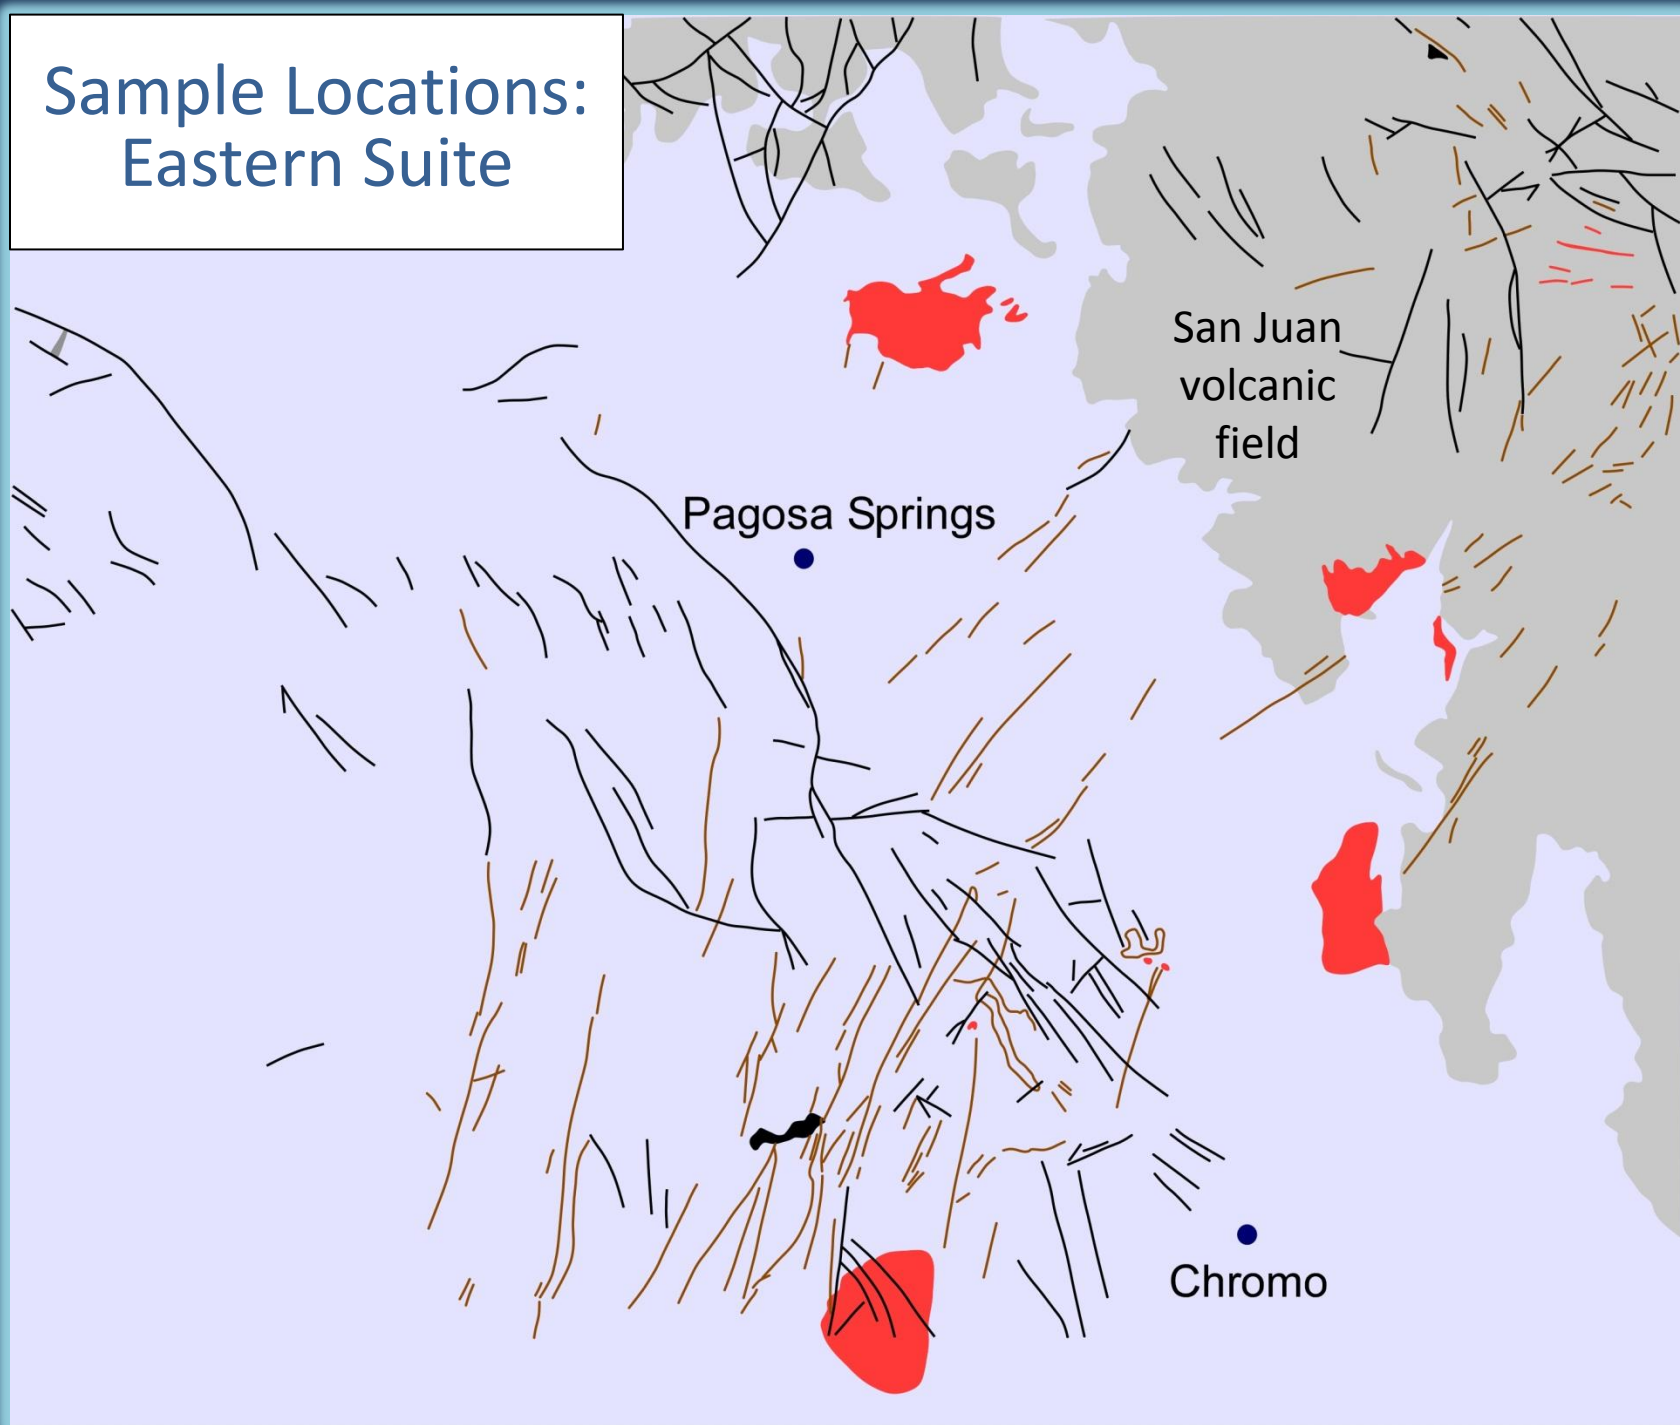 Sample Locations:
Eastern Suite
San Juan
volcanic
field
Pagosa Springs
Chromo